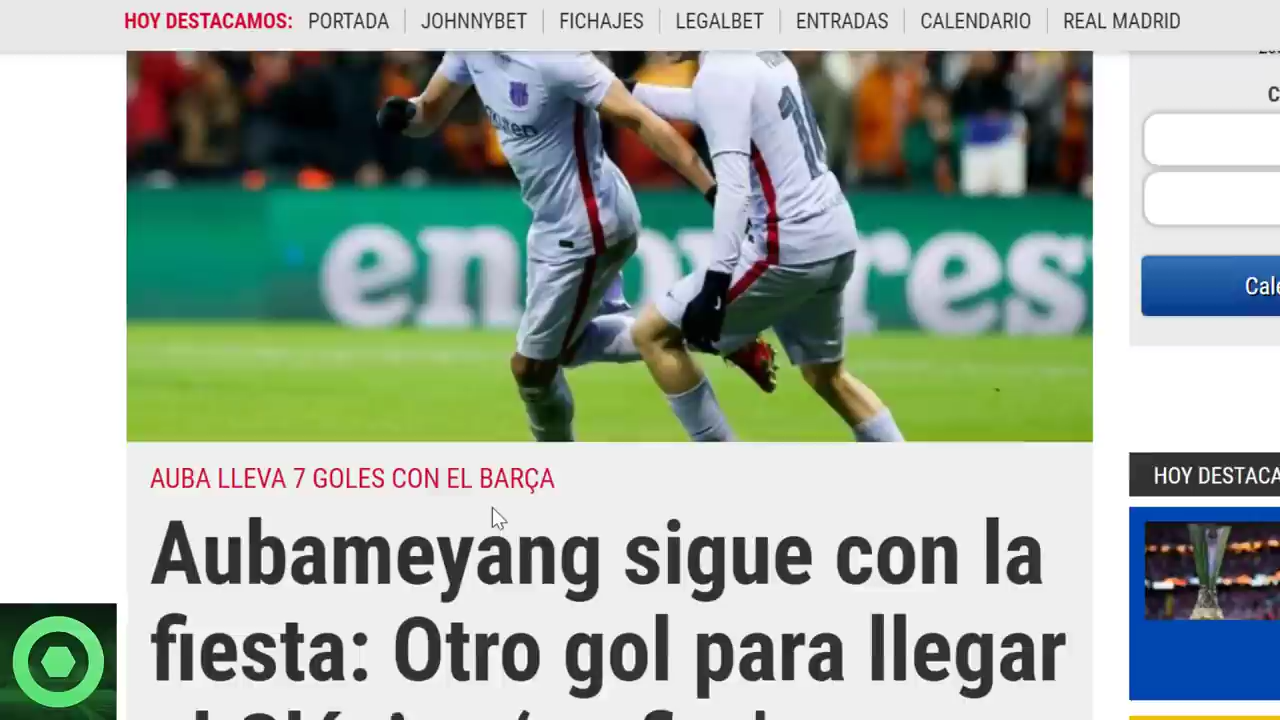 HOY DESTACAMOS: PORTADA JOHNNYBET FICHAJES LEGALBET ENTRADAS CALENDARIO REAL MADRID
AUBA LLEVA 7 GOLES CON EL BARÇA
Aubameyang sigue con la
fiesta: Otro gol para llegar
HOY DESTACA